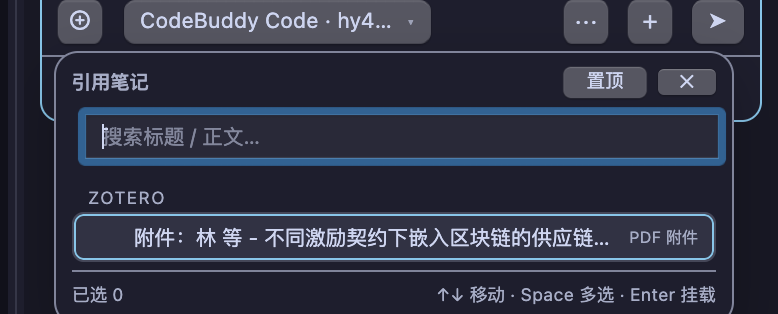 CodeBuddy Code · hy4...
引用笔记 置顶 ×
搜索标题 / 正文...
ZOTERO
附件：林 等 - 不同激励契约下嵌入区块链的供应链... PDF 附件
已选 0 ↑↓ 移动 · Space 多选 · Enter 挂载